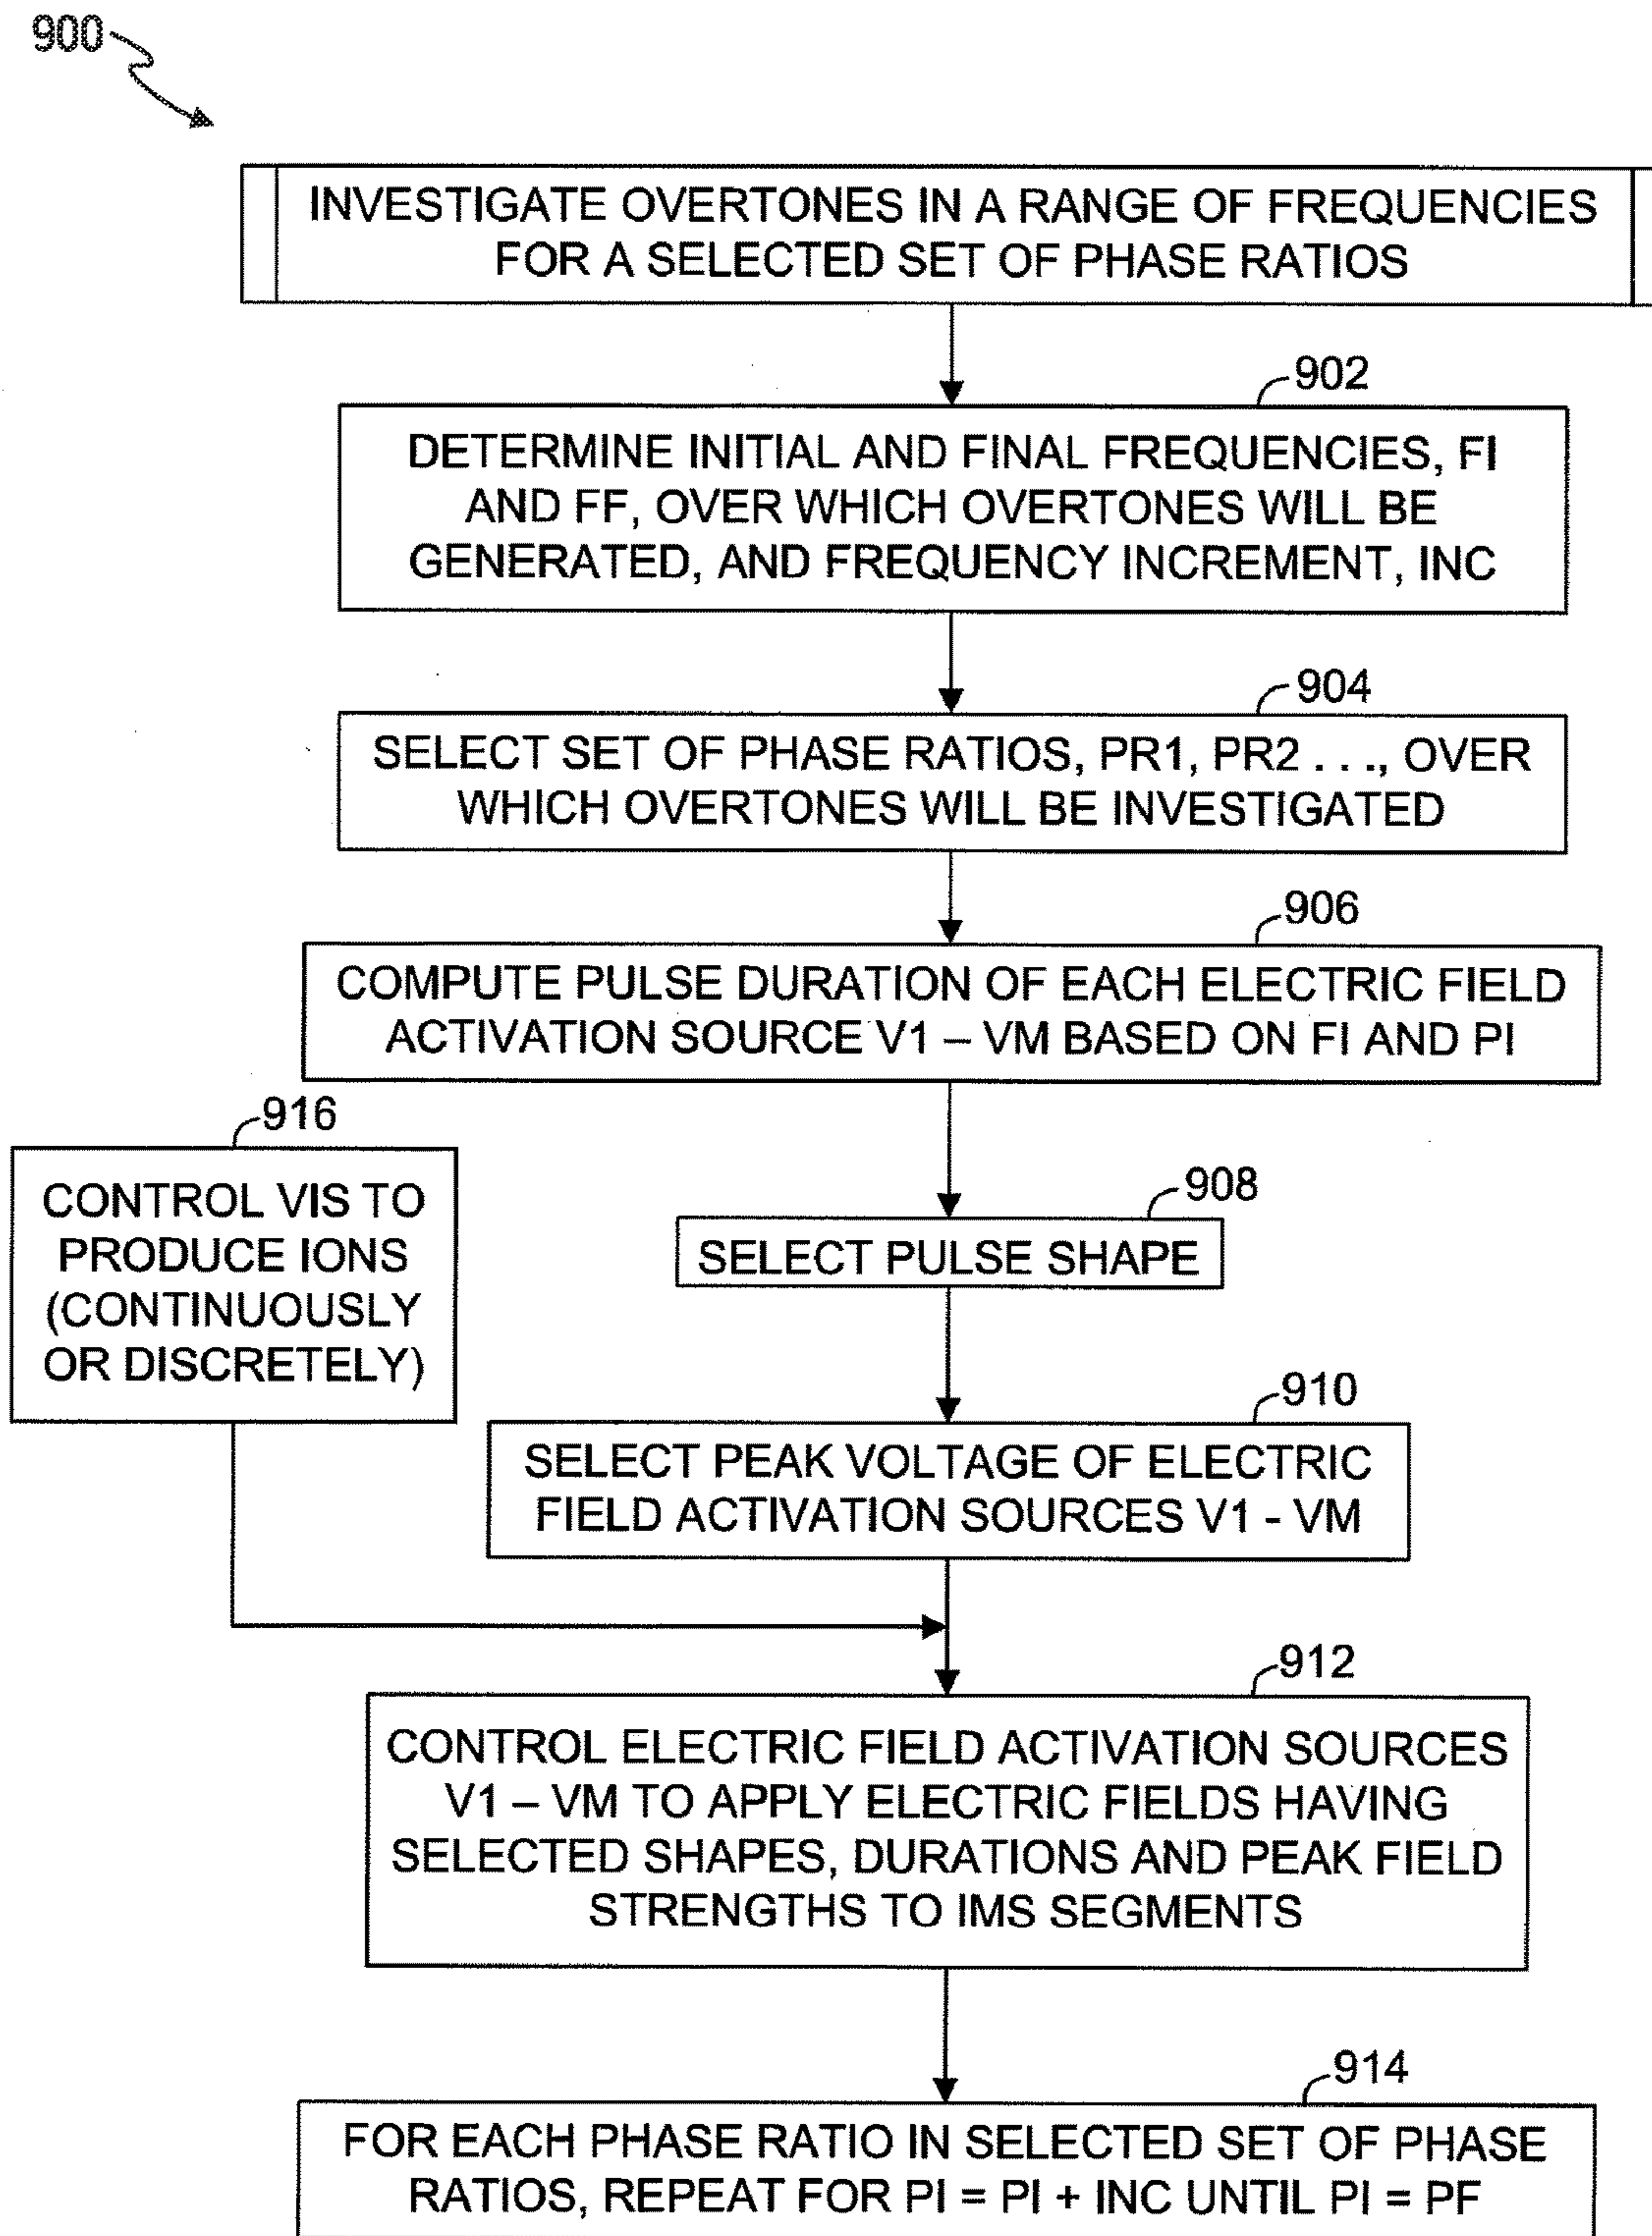 900
INVESTIGATE OVERTONES IN A RANGE OF FREQUENCIES
FOR A SELECTED SET OF PHASE RATIOS
902
DETERMINE INITIAL AND FINAL FREQUENCIES, FI
AND FF, OVER WHICH OVERTONES WILL BE
GENERATED, AND FREQUENCY INCREMENT, INC
904
SELECT SET OF PHASE RATIOS, PR1, PR2 . . ., OVER
WHICH OVERTONES WILL BE INVESTIGATED
906
COMPUTE PULSE DURATION OF EACH ELECTRIC FIELD
ACTIVATION SOURCE V1 – VM BASED ON FI AND PI
916
CONTROL VIS TO
PRODUCE IONS
(CONTINUOUSLY
OR DISCRETELY)
908
SELECT PULSE SHAPE
910
SELECT PEAK VOLTAGE OF ELECTRIC
FIELD ACTIVATION SOURCES V1 - VM
912
CONTROL ELECTRIC FIELD ACTIVATION SOURCES
V1 – VM TO APPLY ELECTRIC FIELDS HAVING
SELECTED SHAPES, DURATIONS AND PEAK FIELD
STRENGTHS TO IMS SEGMENTS
914
FOR EACH PHASE RATIO IN SELECTED SET OF PHASE
RATIOS, REPEAT FOR PI = PI + INC UNTIL PI = PF